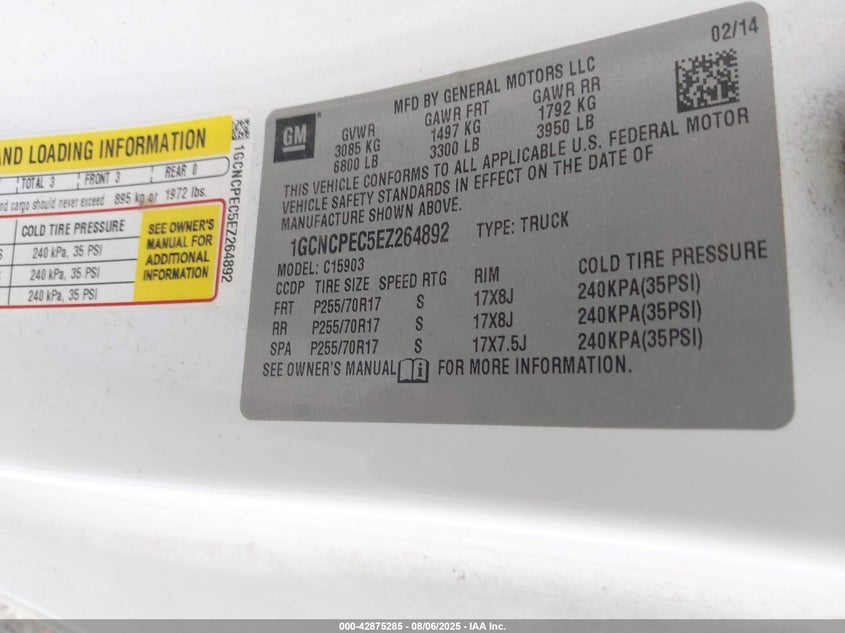 AND LOADING INFORMATION
TOTAL 3 FRONT 3 REAR 0
and cargo should never exceed 895 kg or 1972 lbs.
COLD TIRE PRESSURE
240 kPa, 35 PSI
240 kPa, 35 PSI
240 kPa, 35 PSI
SEE OWNER'S
MANUAL FOR
ADDITIONAL
INFORMATION
1GCNCPEC5EZ264892
02/14
MFD BY GENERAL MOTORS LLC
GM
GVWR GAWR FRT GAWR RR
3085 KG 1497 KG 1792 KG
6800 LB 3300 LB 3950 LB
THIS VEHICLE CONFORMS TO ALL APPLICABLE U.S. FEDERAL MOTOR
VEHICLE SAFETY STANDARDS IN EFFECT ON THE DATE OF
MANUFACTURE SHOWN ABOVE.
1GCNCPEC5EZ264892 TYPE: TRUCK
MODEL: C15903
CCDP TIRE SIZE SPEED RTG RIM COLD TIRE PRESSURE
FRT P255/70R17 S 17X8J 240KPA(35PSI)
RR P255/70R17 S 17X8J 240KPA(35PSI)
SPA P255/70R17 S 17X7.5J 240KPA(35PSI)
SEE OWNER'S MANUAL FOR MORE INFORMATION.
000-42875285 - 08/06/2025 - IAA Inc.